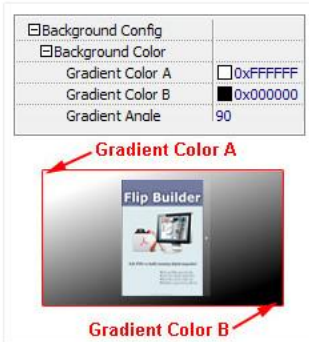 Background Config
Background Color
Gradient Color A
0xFFFFFF
Gradient Color B
0x000000
Gradient Angle
90
Gradient Color A
Flip Builder
Gradient Color B